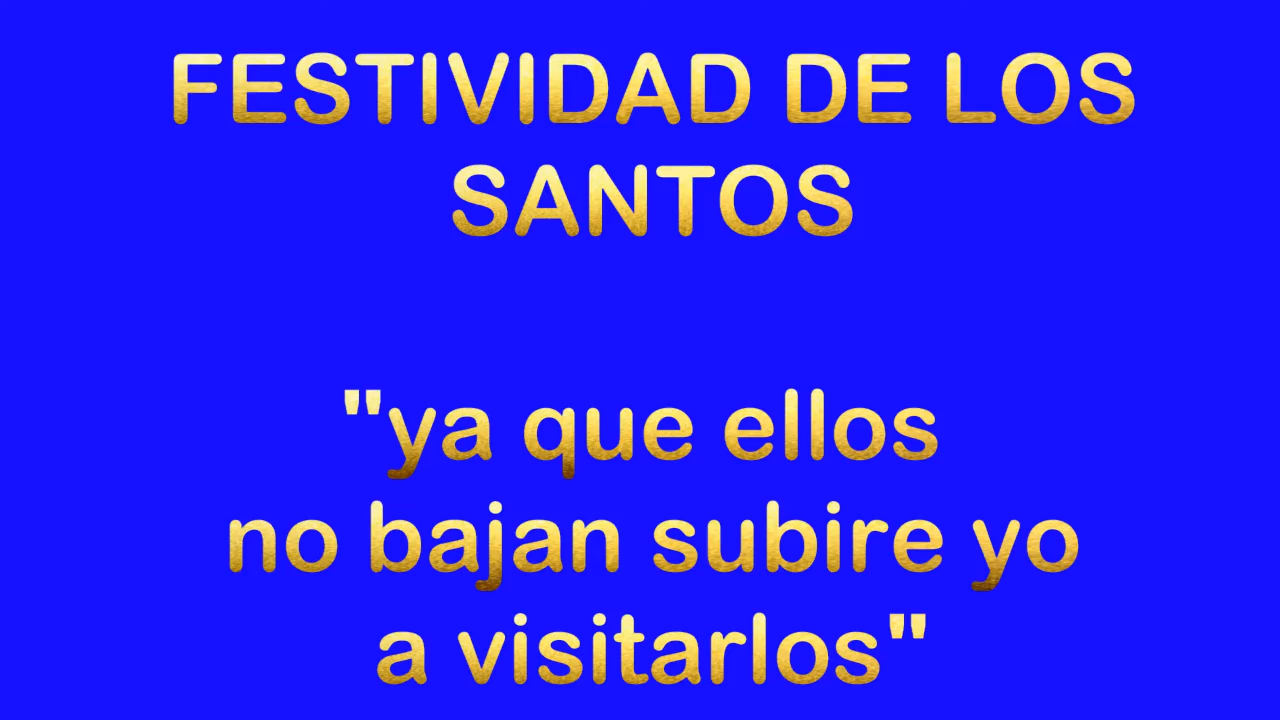 FESTIVIDAD DE LOS
SANTOS
"ya que ellos
no bajan subire yo
a visitarlos"